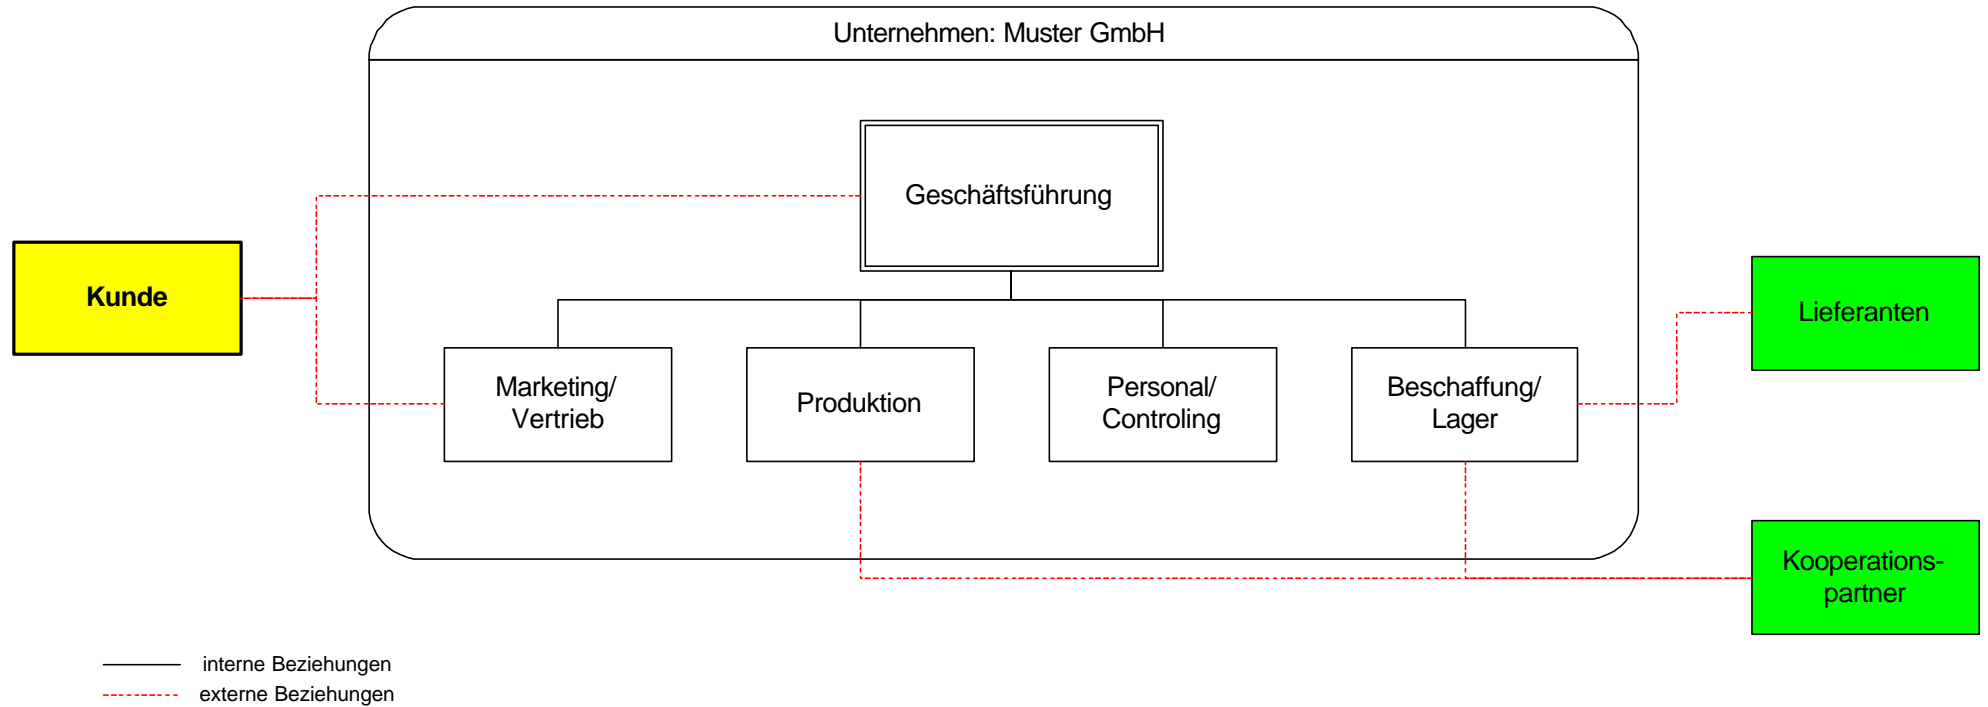 Unternehmen: Muster GmbH
Geschäftsführung
Kunde
Lieferanten
Marketing/
Vertrieb
Produktion
Personal/
Controling
Beschaffung/
Lager
Kooperations-
partner
interne Beziehungen
externe Beziehungen